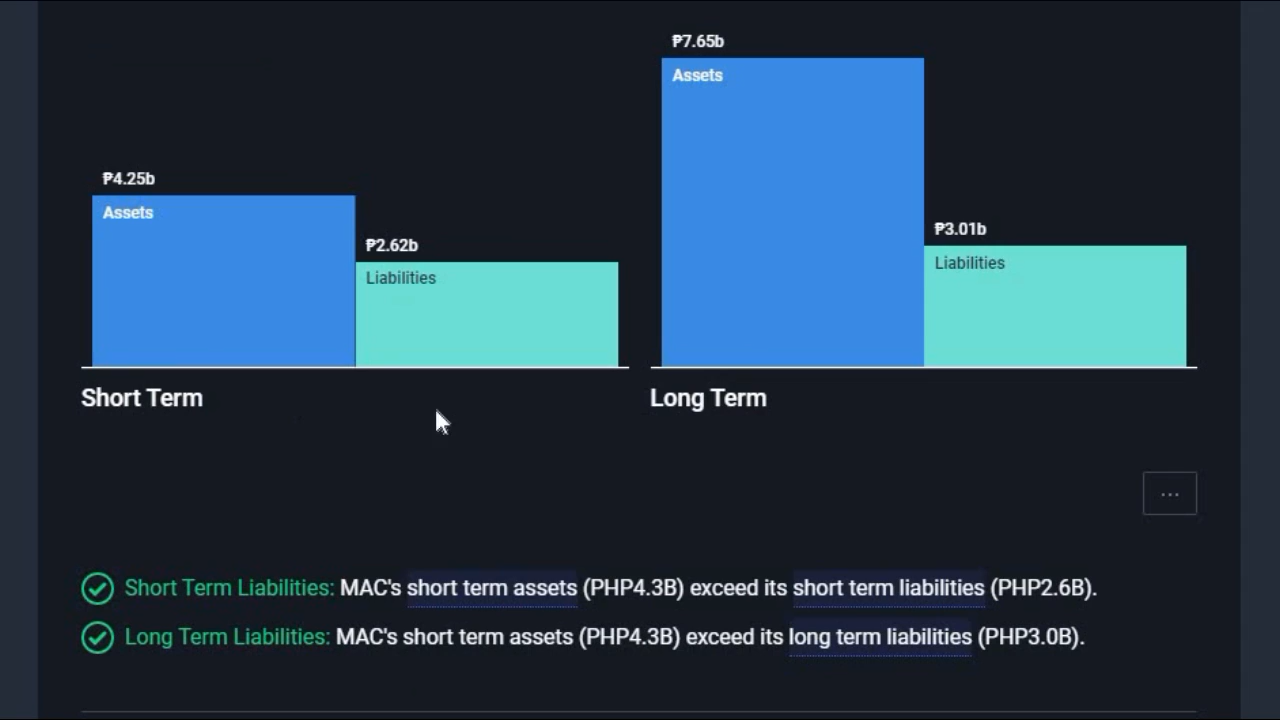 ₱4.25b
Assets
₱2.62b
Liabilities
Short Term
₱7.65b
Assets
₱3.01b
Liabilities
Long Term
...
Short Term Liabilities: MAC's short term assets (PHP4.3B) exceed its short term liabilities (PHP2.6B).
Long Term Liabilities: MAC's short term assets (PHP4.3B) exceed its long term liabilities (PHP3.0B).